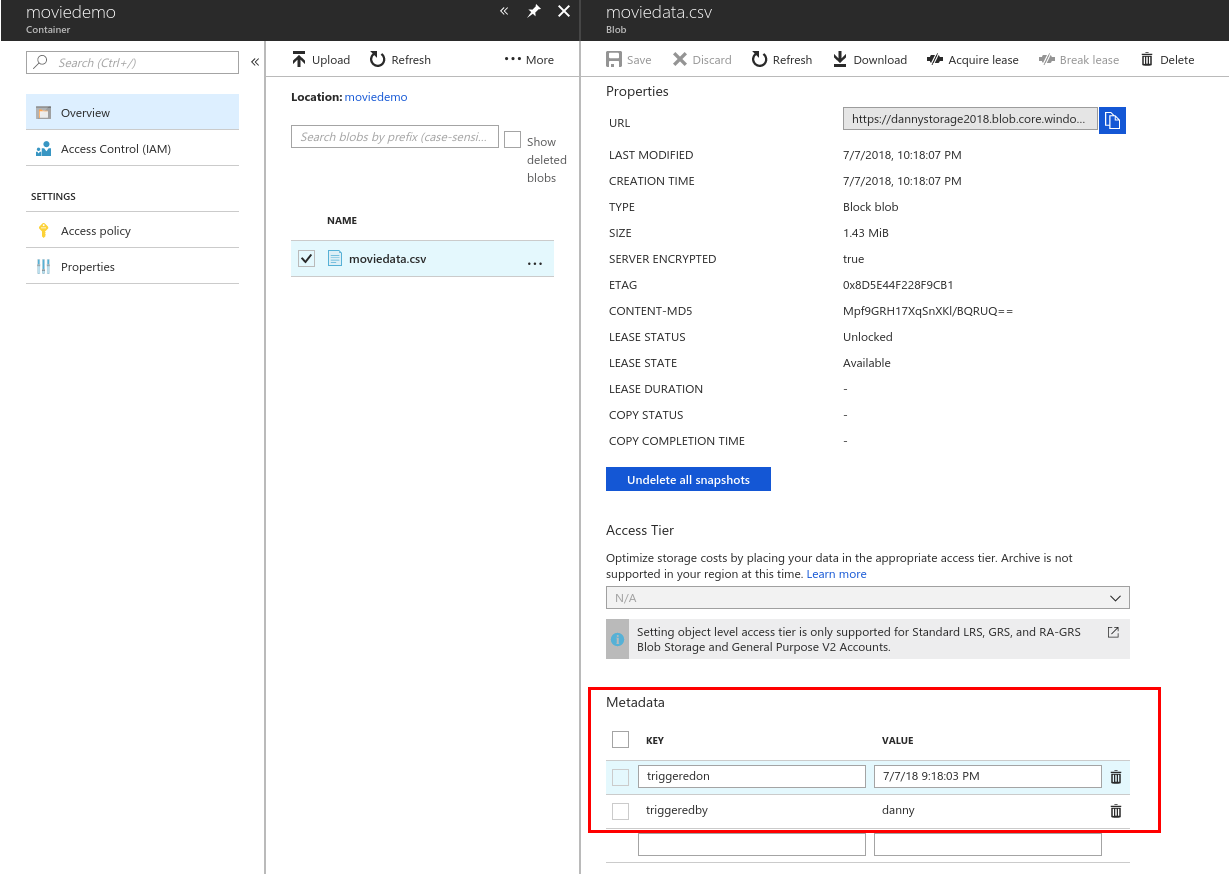 moviedemo
Container
Search (Ctrl+/)
Overview
Access Control (IAM)
SETTINGS
Access policy
Properties
Upload
Refresh
More
Location: moviedemo
Search blobs by prefix (case-sensi...
Show
deleted
blobs
NAME
moviedata.csv
...
moviedata.csv
Blob
Save
Discard
Refresh
Download
Acquire lease
Break lease
Delete
Properties
URL https://dannystorage2018.blob.core.windo...
LAST MODIFIED 7/7/2018, 10:18:07 PM
CREATION TIME 7/7/2018, 10:18:07 PM
TYPE Block blob
SIZE 1.43 MiB
SERVER ENCRYPTED true
ETAG 0x8D5E44F228F9CB1
CONTENT-MD5 Mpf9GRH17XqSnXKl/BQRUQ==
LEASE STATUS Unlocked
LEASE STATE Available
LEASE DURATION -
COPY STATUS -
COPY COMPLETION TIME -
Undelete all snapshots
Access Tier
Optimize storage costs by placing your data in the appropriate access tier. Archive is not
supported in your region at this time. Learn more
N/A
Setting object level access tier is only supported for Standard LRS, GRS, and RA-GRS
Blob Storage and General Purpose V2 Accounts.
Metadata
KEY VALUE
triggeredon 7/7/18 9:18:03 PM
triggeredby danny